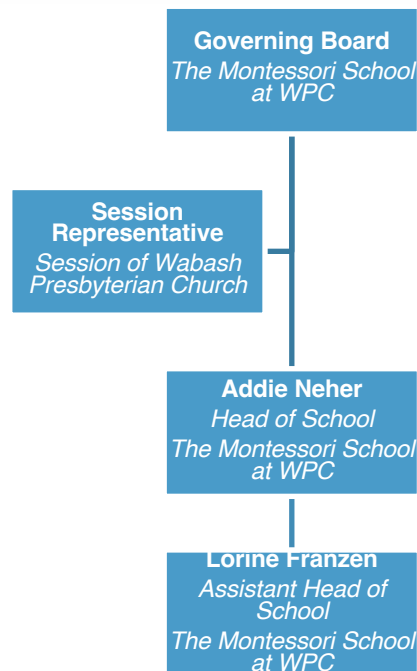 Governing Board
The Montessori School
at WPC
Session
Representative
Session of Wabash
Presbyterian Church
Addie Neher
Head of School
The Montessori School
at WPC
Lorine Franzen
Assistant Head of
School
The Montessori School
at WPC